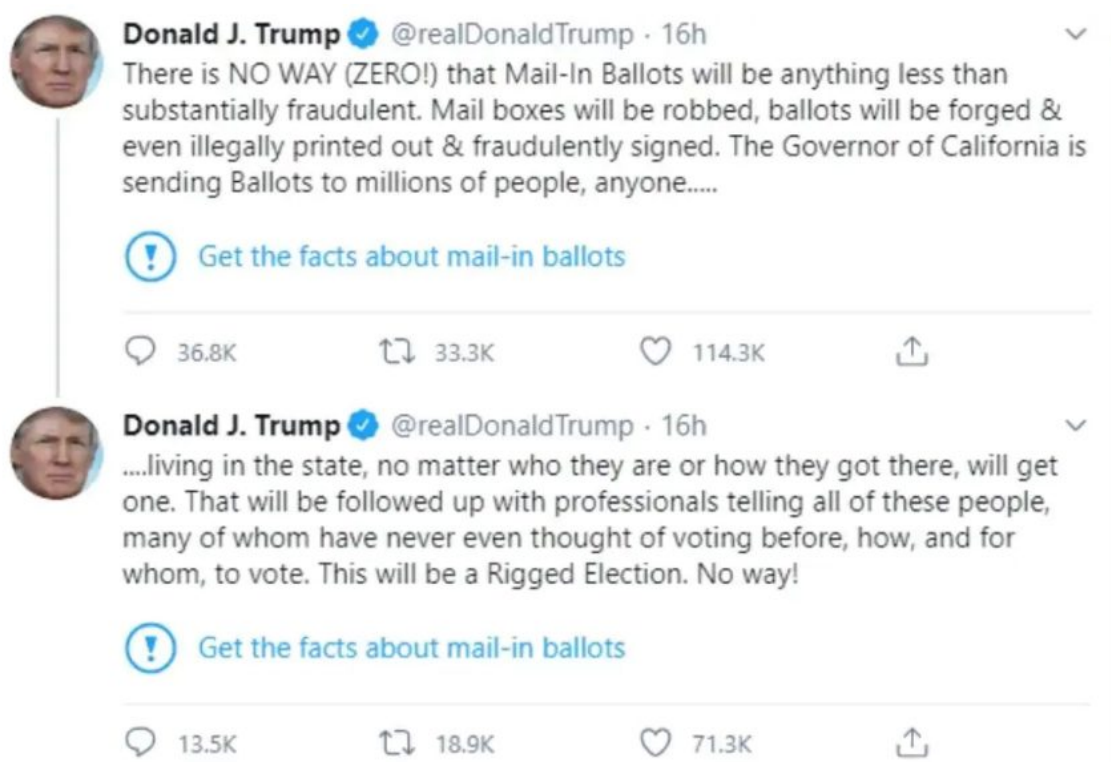 Donald J. Trump @realDonaldTrump · 16h
There is NO WAY (ZERO!) that Mail-In Ballots will be anything less than
substantially fraudulent. Mail boxes will be robbed, ballots will be forged &
even illegally printed out & fraudulently signed. The Governor of California is
sending Ballots to millions of people, anyone.....
Get the facts about mail-in ballots
36.8K 33.3K 114.3K
Donald J. Trump @realDonaldTrump · 16h
....living in the state, no matter who they are or how they got there, will get
one. That will be followed up with professionals telling all of these people,
many of whom have never even thought of voting before, how, and for
whom, to vote. This will be a Rigged Election. No way!
Get the facts about mail-in ballots
13.5K 18.9K 71.3K